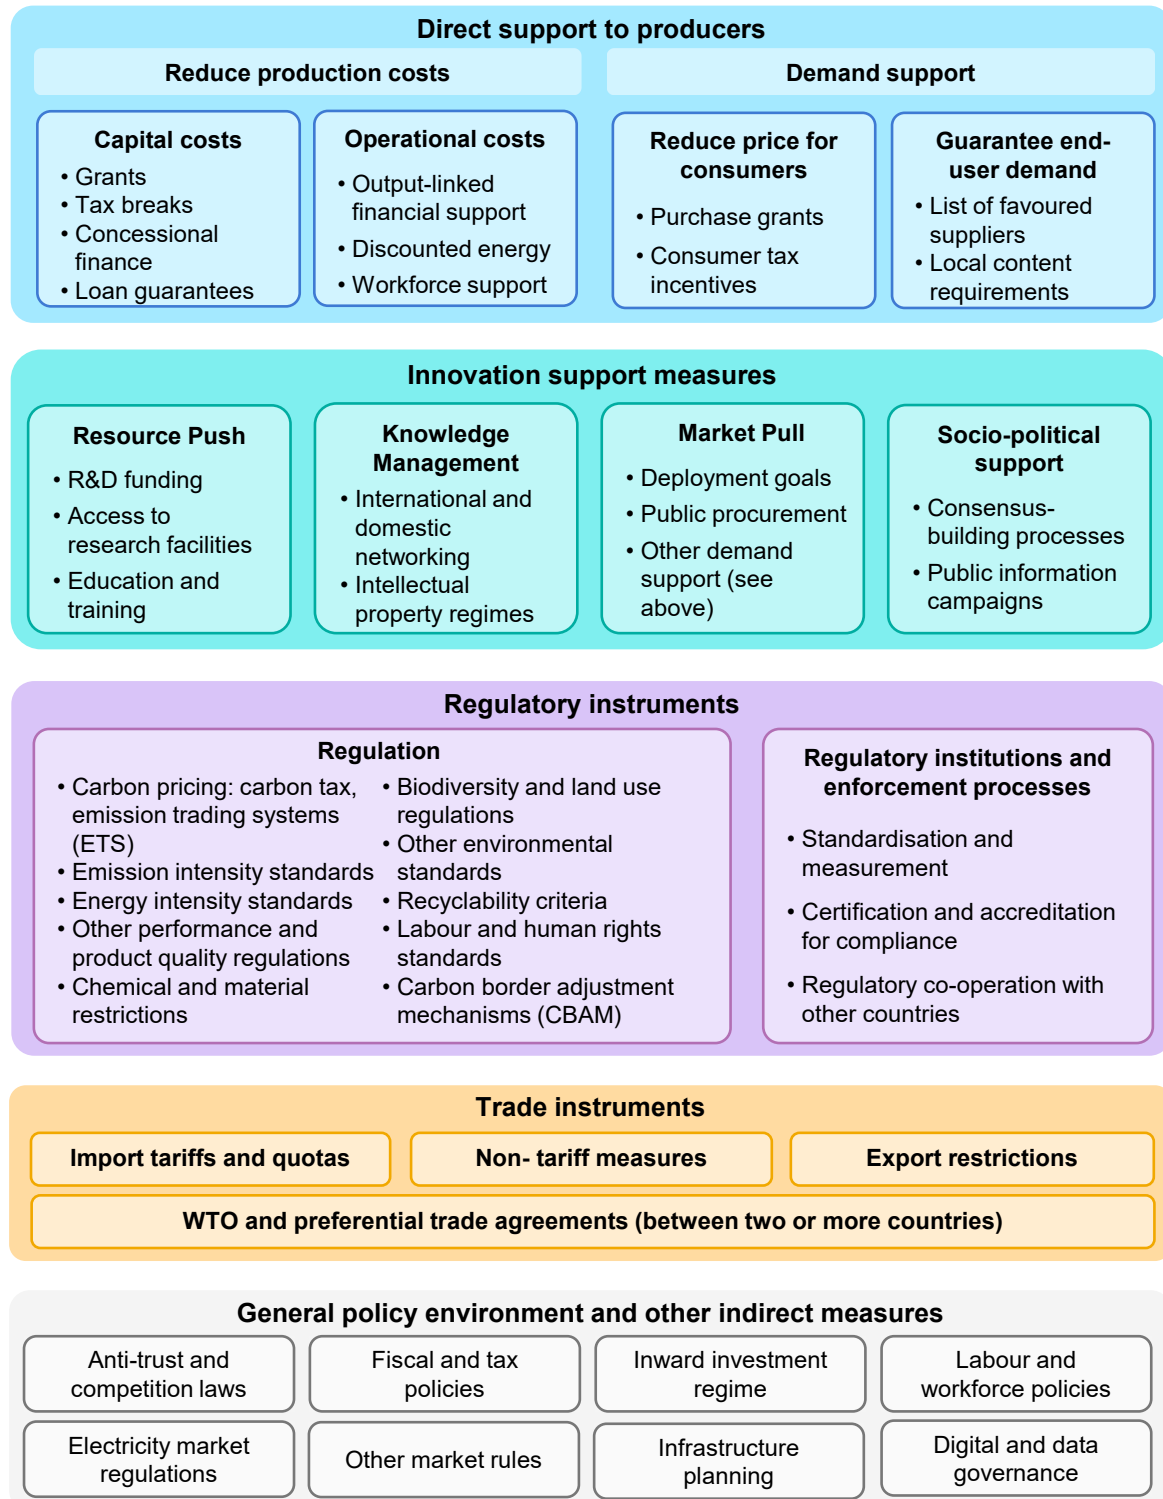 Direct support to producers
Reduce production costs
Demand support
Capital costs
• Grants
• Tax breaks
• Concessional
finance
• Loan guarantees
Operational costs
• Output-linked
financial support
• Discounted energy
• Workforce support
Reduce price for
consumers
• Purchase grants
• Consumer tax
incentives
Guarantee end-
user demand
• List of favoured
suppliers
• Local content
requirements
Innovation support measures
Resource Push
• R&D funding
• Access to
research facilities
• Education and
training
Knowledge
Management
• International and
domestic
networking
• Intellectual
property regimes
Market Pull
• Deployment goals
• Public procurement
• Other demand
support (see
above)
Socio-political
support
• Consensus-
building processes
• Public information
campaigns
Regulatory instruments
Regulation
• Carbon pricing: carbon tax,
emission trading systems
(ETS)
• Emission intensity standards
• Energy intensity standards
• Other performance and
product quality regulations
• Chemical and material
restrictions
• Biodiversity and land use
regulations
• Other environmental
standards
• Recyclability criteria
• Labour and human rights
standards
• Carbon border adjustment
mechanisms (CBAM)
Regulatory institutions and
enforcement processes
• Standardisation and
measurement
• Certification and accreditation
for compliance
• Regulatory co-operation with
other countries
Trade instruments
Import tariffs and quotas
Non- tariff measures
Export restrictions
WTO and preferential trade agreements (between two or more countries)
General policy environment and other indirect measures
Anti-trust and
competition laws
Fiscal and tax
policies
Inward investment
regime
Labour and
workforce policies
Electricity market
regulations
Other market rules
Infrastructure
planning
Digital and data
governance